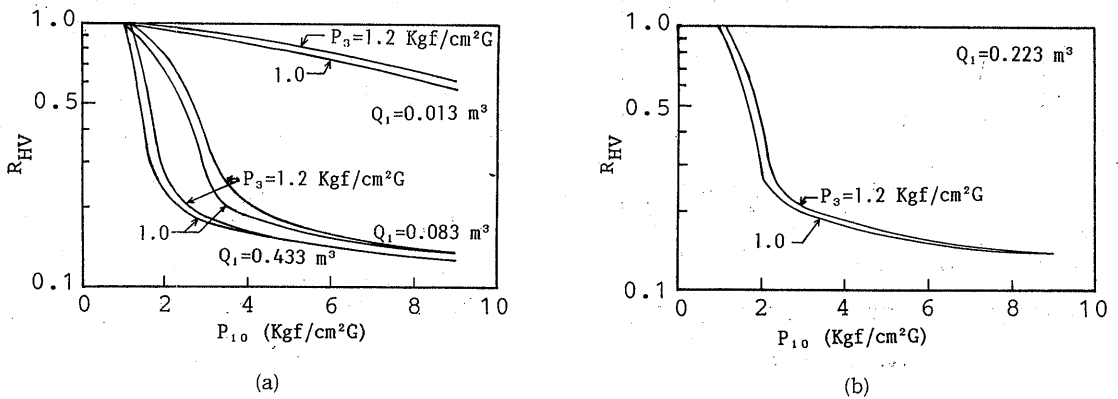 1.0
P₃=1.2 Kgf/cm²G
1.0
0.5
Q₁=0.013 m³
R_HV
P₃=1.2 Kgf/cm²G
1.0
Q₁=0.083 m³
Q₁=0.433 m³
0.1
0 2 4 6 8 10
P₁₀ (Kgf/cm²G)
(a)
1.0
Q₁=0.223 m³
0.5
R_HV
P₃=1.2 Kgf/cm²G
1.0
0.1
0 2 4 6 8 10
P₁₀ (Kgf/cm²G)
(b)